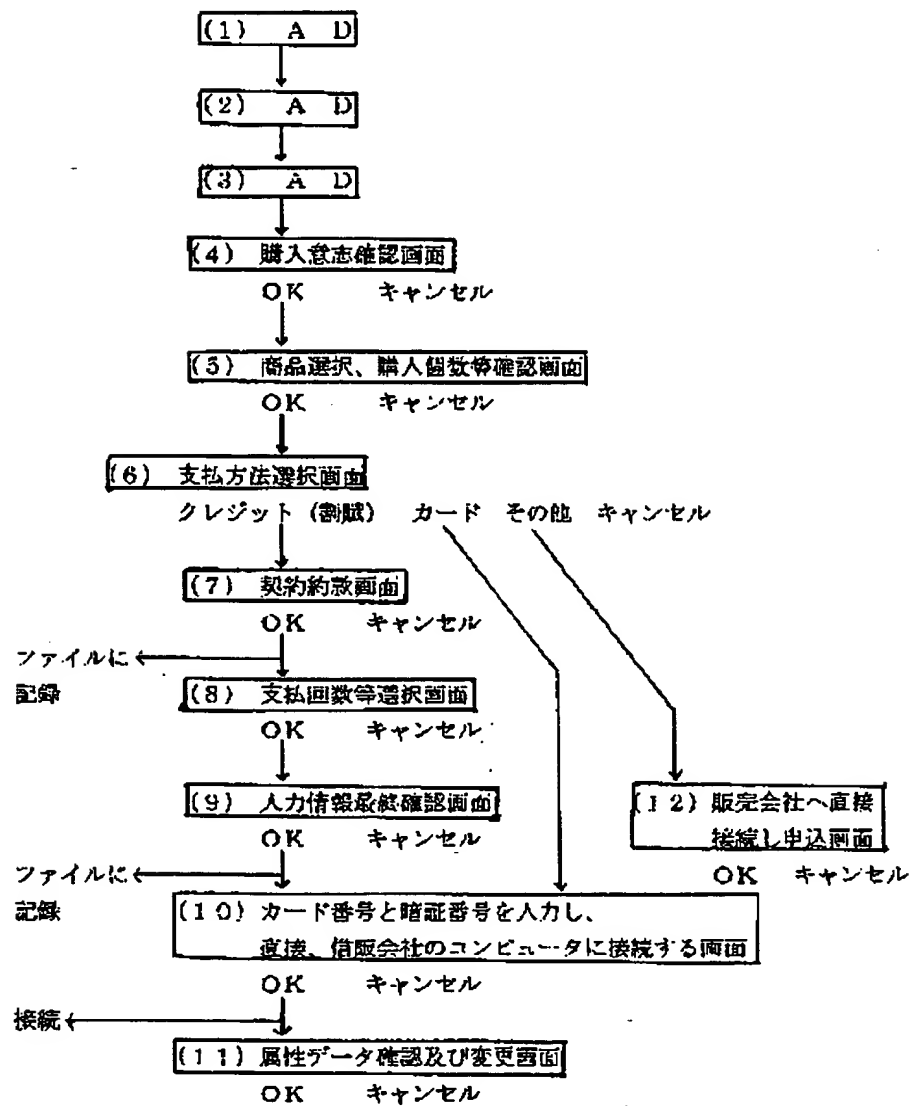 (1) A D
(2) A D
(3) A D
(4) 購入意志確認画面
OK キャンセル
(5) 商品選択、購入個数等確認画面
OK キャンセル
(6) 支払方法選択画面
クレジット (割賦) カード その他 キャンセル
(7) 契約約款画面
OK キャンセル
ファイルに
記録
(8) 支払回数等選択画面
OK キャンセル
(9) 入力情報最終確認画面
OK キャンセル
(12) 販売会社へ直接
接続し申込画面
OK キャンセル
ファイルに
記録
(10) カード番号と暗証番号を入力し、
直接、信販会社のコンピュータに接続する画面
OK キャンセル
接続
(11) 属性データ確認及び変更画面
OK キャンセル